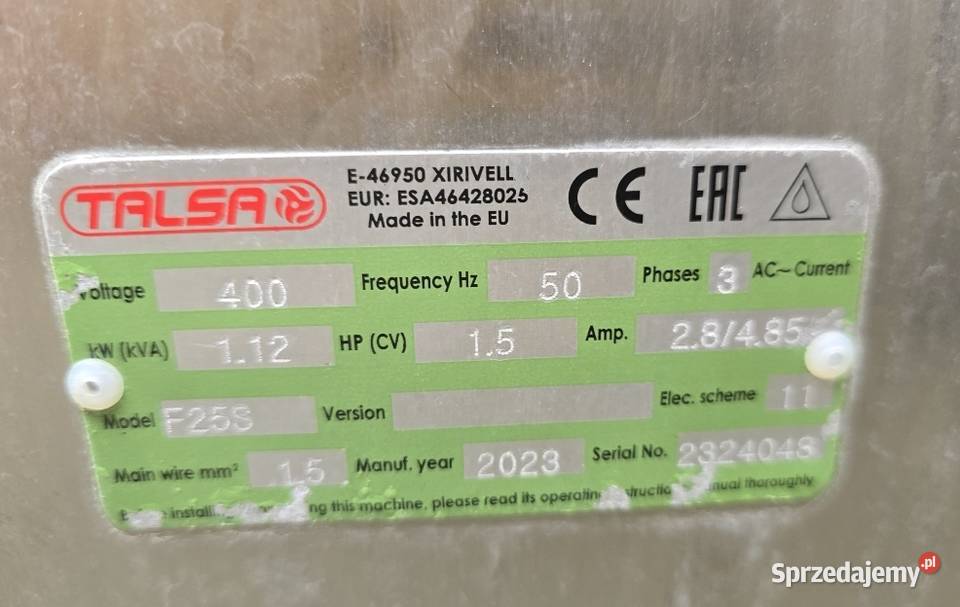 TALSA
E-46950 XIRIVELL
EUR: ESA46428025
Made in the EU
CE EAC
Voltage 400 Frequency Hz 50 Phases 3 AC~ Current
kW (kVA) 1.12 HP (CV) 1.5 Amp. 2.8/4.85
Model F25S Version Elec. scheme 11
Main wire mm² 1.5 Manuf. year 2023 Serial No. 2324048
this machine, please read its thoroughly
Sprzedajemy.pl